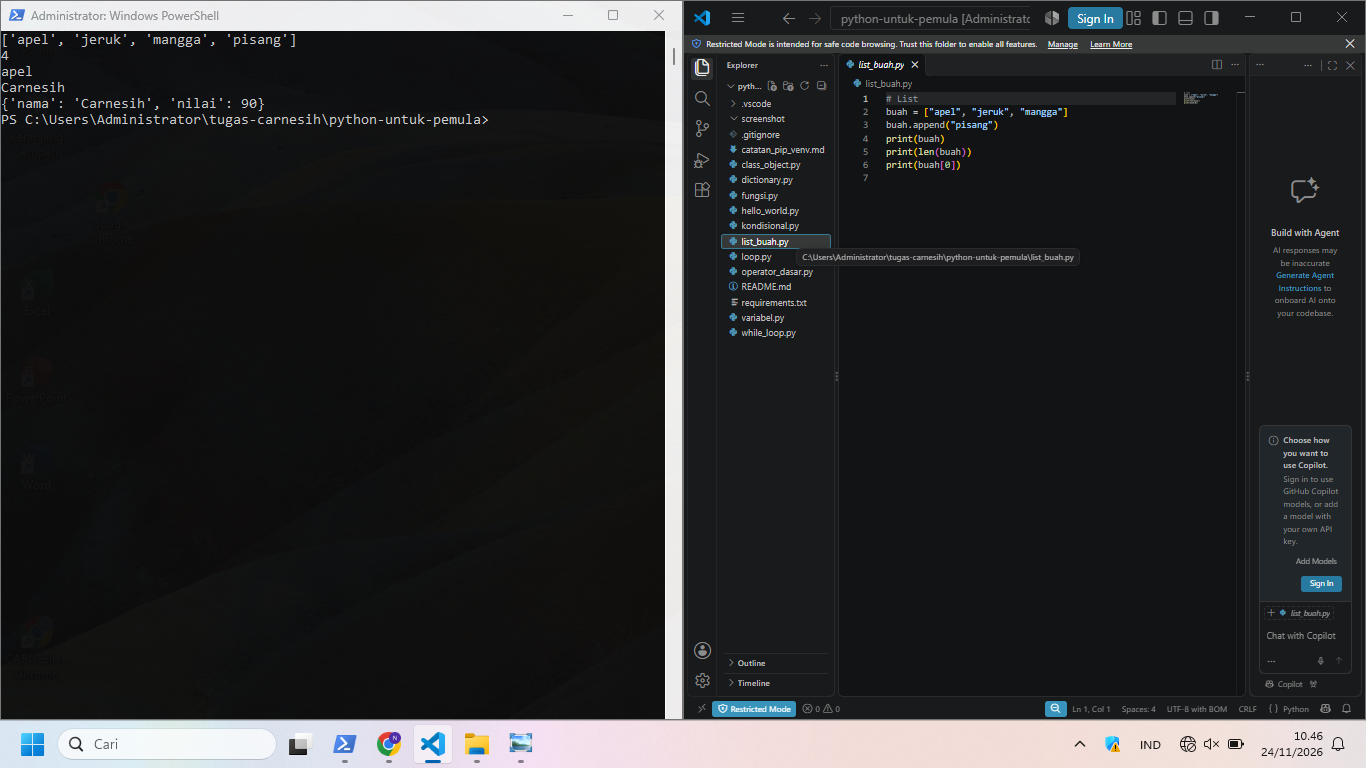 Administrator: Windows PowerShell
['apel', 'jeruk', 'mangga', 'pisang']
4
apel
Carnesih
{'nama': 'Carnesih', 'nilai': 90}
PS C:\Users\Administrator\tugas-carnesih\python-untuk-pemula>
Excel
PowerPoint
Word
python-untuk-pemula [Administrato
Sign In
Restricted Mode is intended for safe code browsing. Trust this folder to enable all features. Manage Learn More
Explorer
pyth...
.vscode
screenshot
.gitignore
catatan_pip_venv.md
class_object.py
dictionary.py
fungsi.py
hello_world.py
kondisional.py
list_buah.py
loop.py
operator_dasar.py
README.md
requirements.txt
variabel.py
while_loop.py
Outline
Timeline
list_buah.py
list_buah.py
1 # List
2 buah = ["apel", "jeruk", "mangga"]
3 buah.append("pisang")
4 print(buah)
5 print(len(buah))
6 print(buah[0])
7
C:\Users\Administrator\tugas-carnesih\python-untuk-pemula\list_buah.py
Build with Agent
AI responses may
be inaccurate
Generate Agent
Instructions to
onboard AI onto
your codebase.
Choose how
you want to
use Copilot.
Sign in to use
GitHub Copilot
models, or add
a model with
your own API
key.
Add Models
Sign In
list_buah.py
Chat with Copilot
Copilot
Restricted Mode
0 0
Ln 1, Col 1
Spaces: 4
UTF-8 with BOM
CRLF
{ } Python
Cari
IND
10.46
24/11/2026